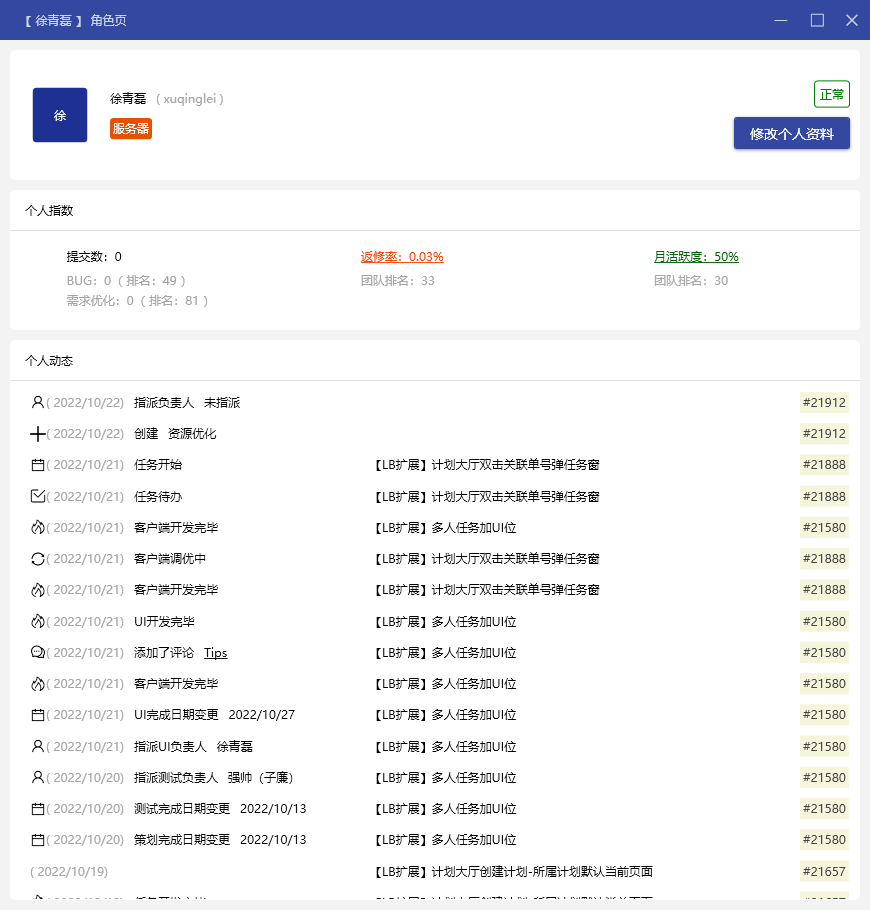 【 徐青磊 】 角色页
徐
徐青磊 ( xuqinglei )
服务器
正常
修改个人资料
个人指数
提交数：0
BUG：0（ 排名：49 ）
需求优化：0（ 排名：81 ）
返修率：0.03%
团队排名：33
月活跃度：50%
团队排名：30
个人动态
( 2022/10/22) 指派负责人 未指派 #21912
( 2022/10/22) 创建 资源优化 #21912
( 2022/10/21) 任务开始 【LB扩展】计划大厅双击关联单号弹任务窗 #21888
( 2022/10/21) 任务待办 【LB扩展】计划大厅双击关联单号弹任务窗 #21888
( 2022/10/21) 客户端开发完毕 【LB扩展】多人任务加UI位 #21580
( 2022/10/21) 客户端调优中 【LB扩展】计划大厅双击关联单号弹任务窗 #21888
( 2022/10/21) 客户端开发完毕 【LB扩展】计划大厅双击关联单号弹任务窗 #21888
( 2022/10/21) UI开发完毕 【LB扩展】多人任务加UI位 #21580
( 2022/10/21) 添加了评论 Tips 【LB扩展】多人任务加UI位 #21580
( 2022/10/21) 客户端开发完毕 【LB扩展】多人任务加UI位 #21580
( 2022/10/21) UI完成日期变更 2022/10/27 【LB扩展】多人任务加UI位 #21580
( 2022/10/21) 指派UI负责人 徐青磊 【LB扩展】多人任务加UI位 #21580
( 2022/10/20) 指派测试负责人 强帅（子廉） 【LB扩展】多人任务加UI位 #21580
( 2022/10/20) 测试完成日期变更 2022/10/13 【LB扩展】多人任务加UI位 #21580
( 2022/10/20) 策划完成日期变更 2022/10/13 【LB扩展】多人任务加UI位 #21580
( 2022/10/19) 【LB扩展】计划大厅创建计划-所属计划默认当前页面 #21657